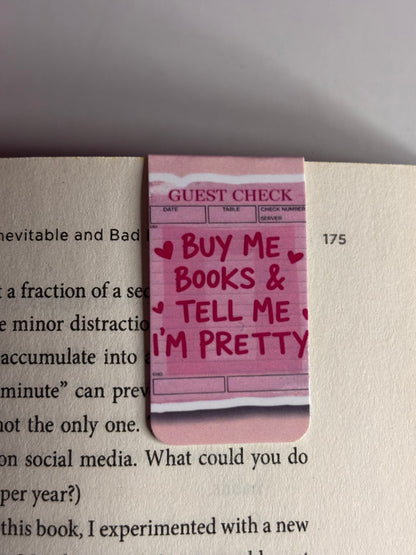 GUEST CHECK
DATE TABLE CHECK NUMBER
SERVER
BUY ME
BOOKS &
TELL ME
I'M PRETTY
nevitable and Bad
175
t a fraction of a sec
e minor distractio
accumulate into a
minute” can prev
not the only one.
on social media. What could you do
per year?)
this book, I experimented with a new